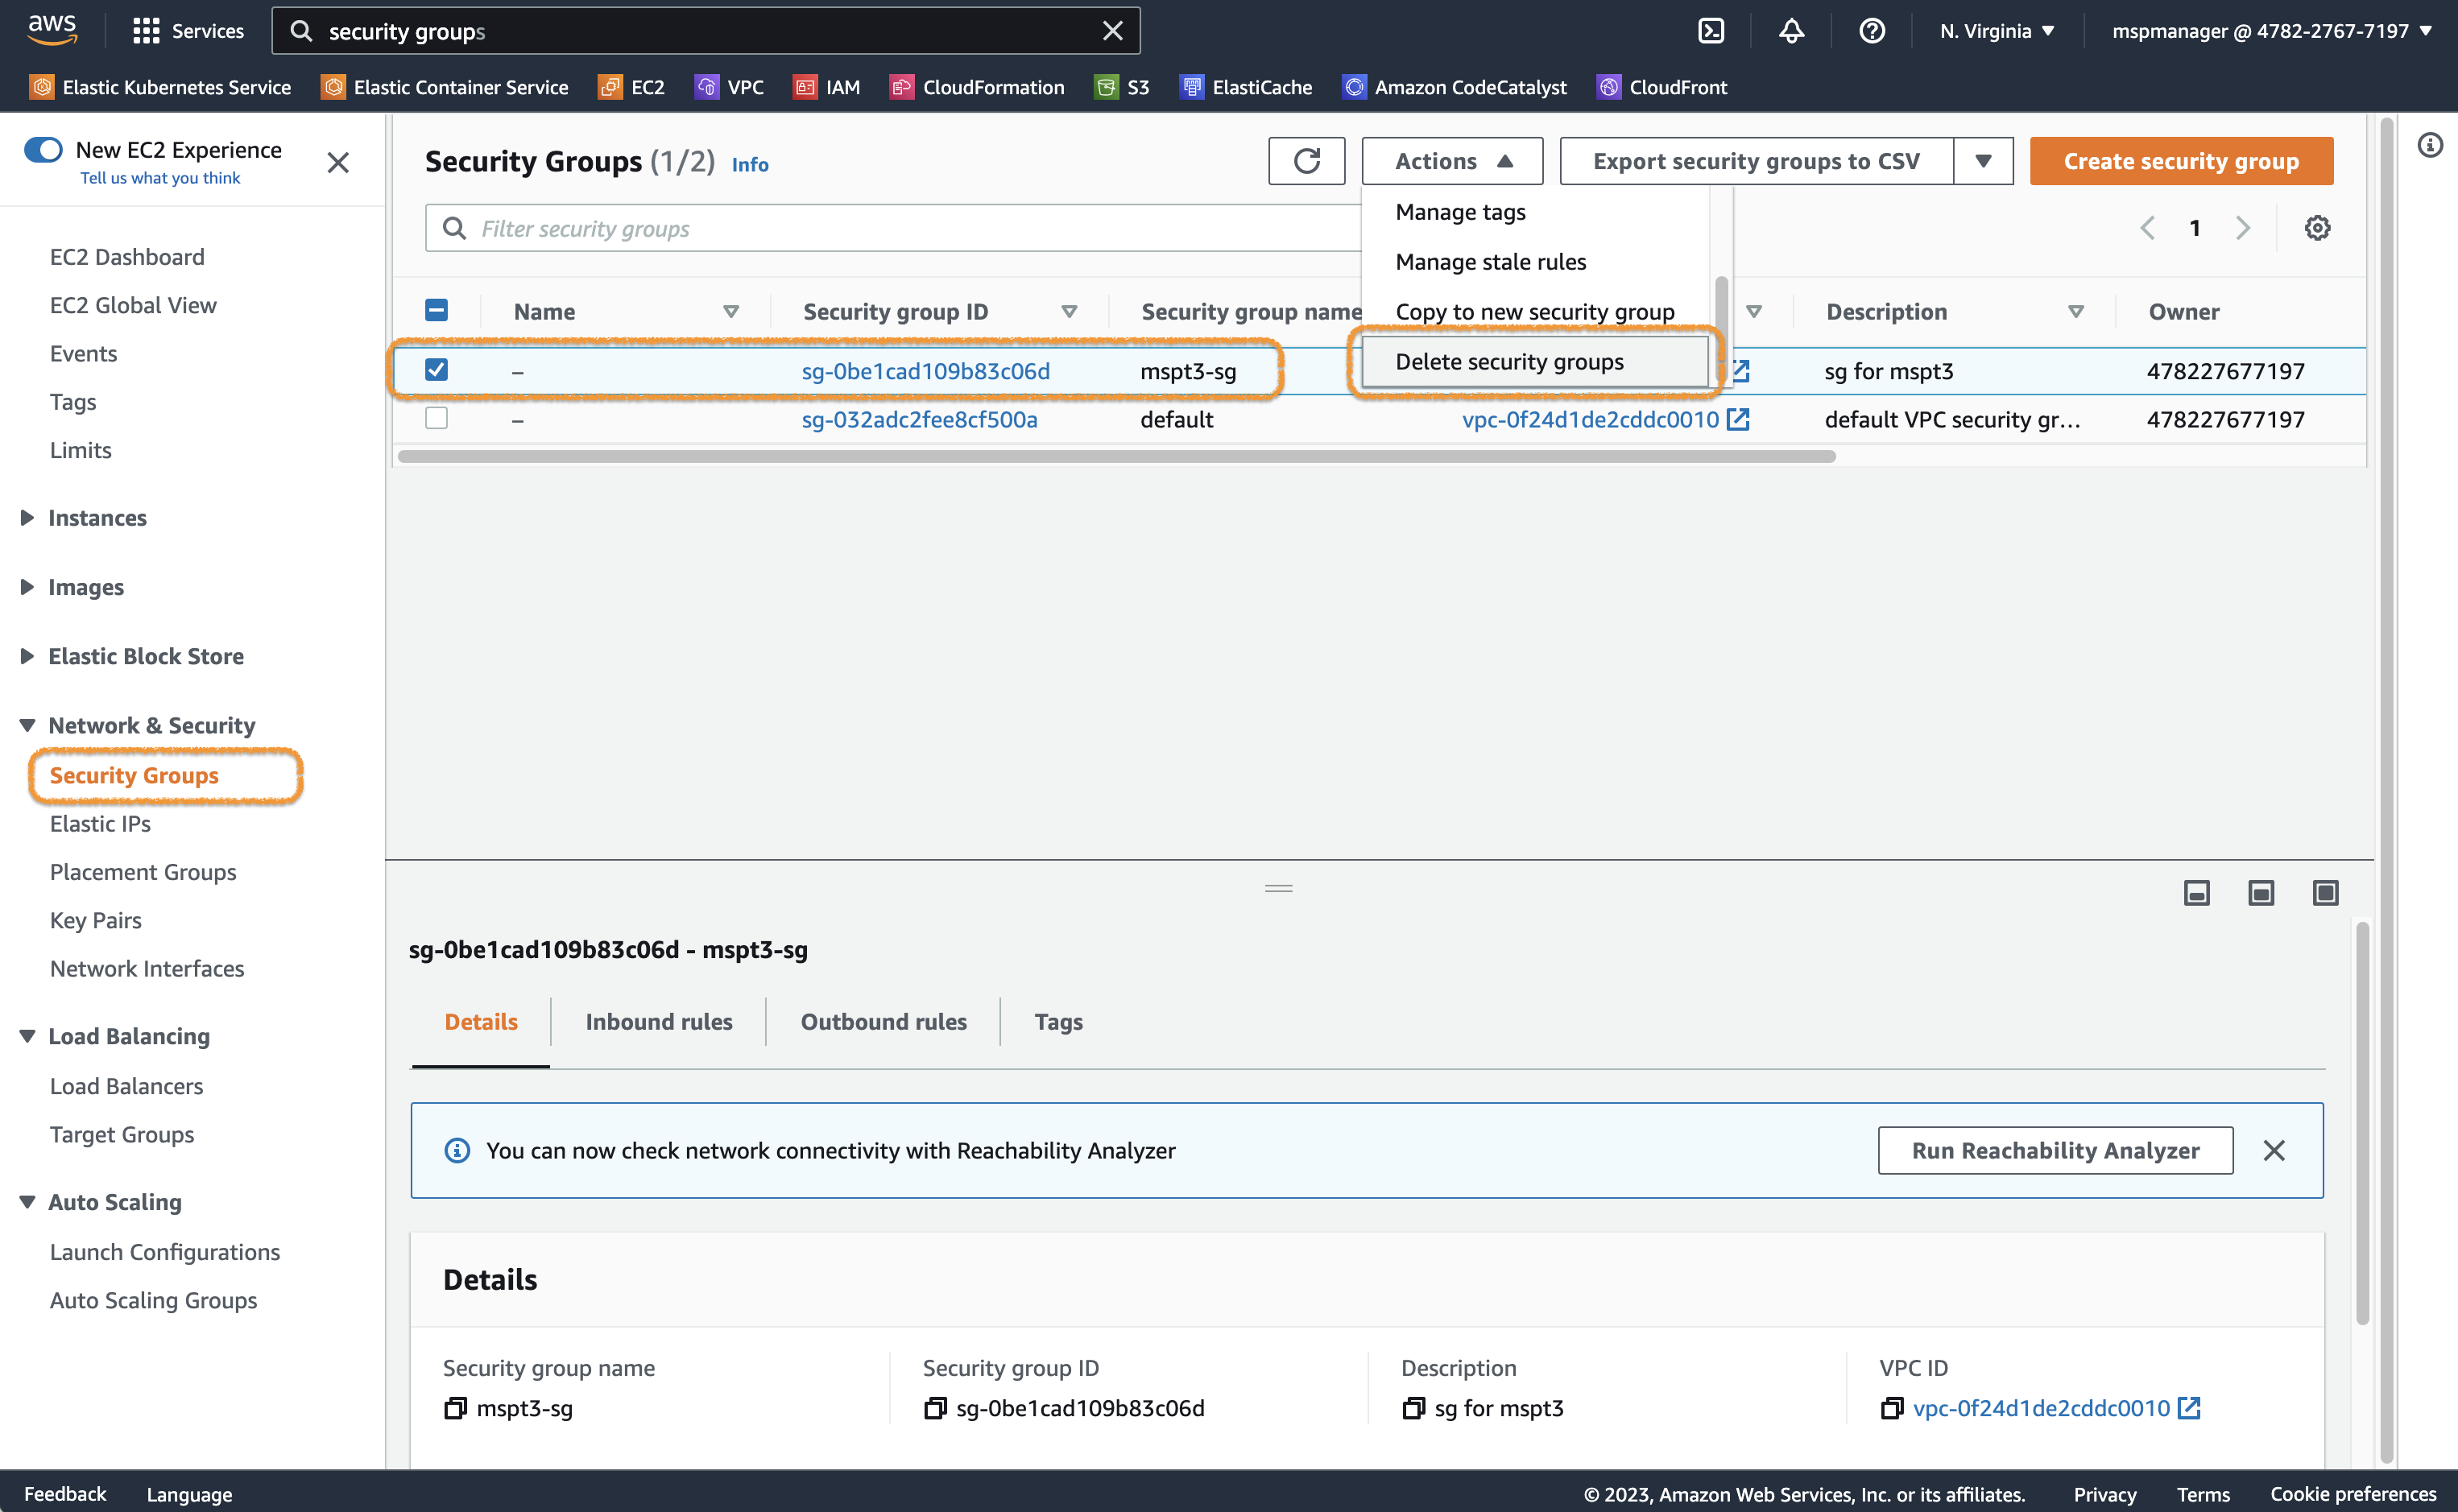 aws
Services
security groups
N. Virginia
mspmanager @ 4782-2767-7197
Elastic Kubernetes Service
Elastic Container Service
EC2
VPC
IAM
CloudFormation
S3
ElastiCache
Amazon CodeCatalyst
CloudFront
New EC2 Experience
Tell us what you think
EC2 Dashboard
EC2 Global View
Events
Tags
Limits
Instances
Images
Elastic Block Store
Network & Security
Security Groups
Elastic IPs
Placement Groups
Key Pairs
Network Interfaces
Load Balancing
Load Balancers
Target Groups
Auto Scaling
Launch Configurations
Auto Scaling Groups
Security Groups (1/2) Info
Actions
Export security groups to CSV
Create security group
Filter security groups
1
Manage tags
Manage stale rules
Copy to new security group
Delete security groups
Name Security group ID Security group name Description Owner
– sg-0be1cad109b83c06d mspt3-sg sg for mspt3 478227677197
– sg-032adc2fee8cf500a default vpc-0f24d1de2cddc0010 default VPC security gr... 478227677197
sg-0be1cad109b83c06d - mspt3-sg
Details Inbound rules Outbound rules Tags
You can now check network connectivity with Reachability Analyzer
Run Reachability Analyzer
Details
Security group name
mspt3-sg
Security group ID
sg-0be1cad109b83c06d
Description
sg for mspt3
VPC ID
vpc-0f24d1de2cddc0010
Feedback Language © 2023, Amazon Web Services, Inc. or its affiliates. Privacy Terms Cookie preferences